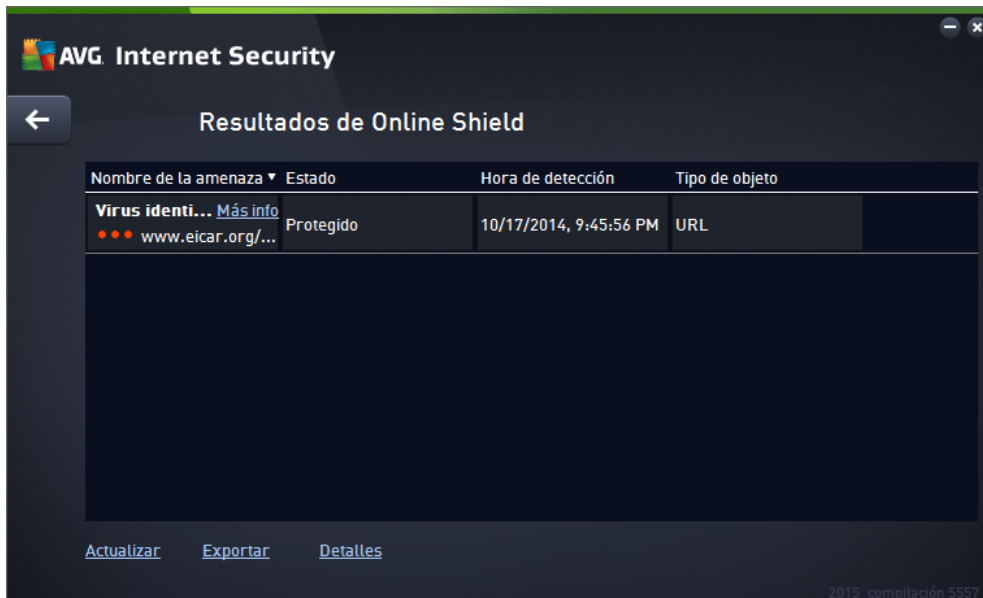 AVG. Internet Security
Resultados de Online Shield
Nombre de la amenaza Estado Hora de detección Tipo de objeto
Virus identi... Más info
www.eicar.org/... Protegido 10/17/2014, 9:45:56 PM URL
Actualizar Exportar Detalles
2015 compilación 5557